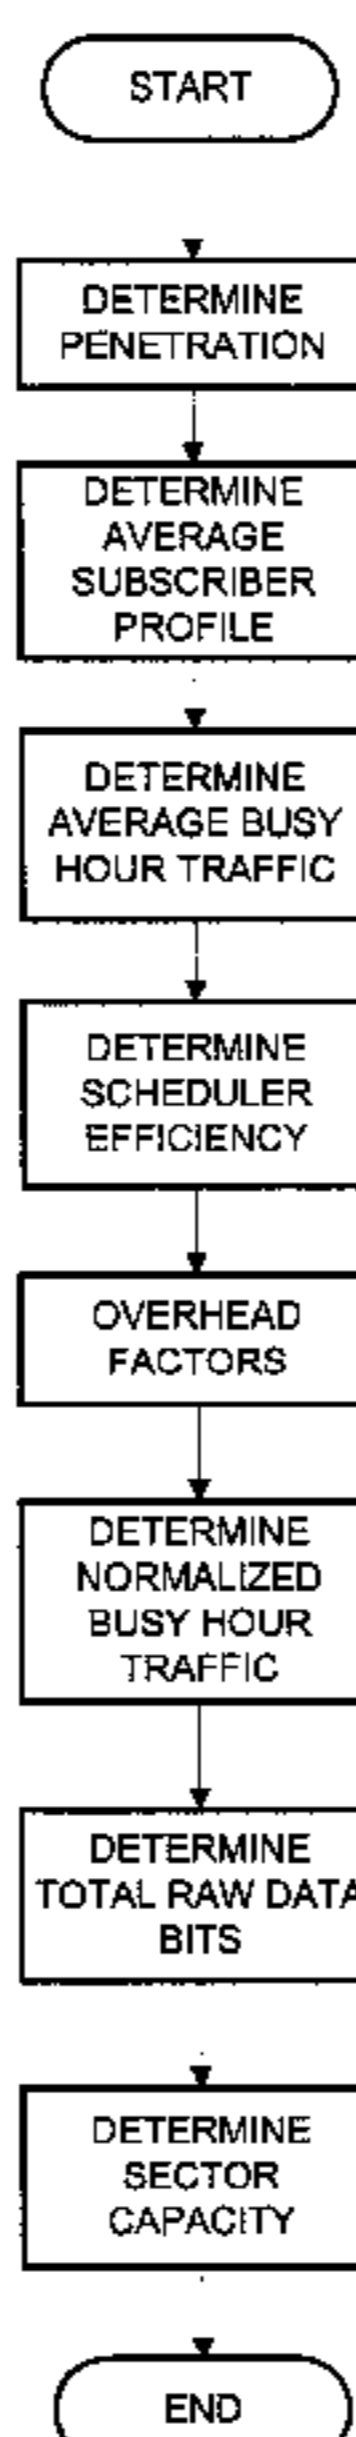 START
DETERMINE
PENETRATION
DETERMINE
AVERAGE
SUBSCRIBER
PROFILE
DETERMINE
AVERAGE BUSY
HOUR TRAFFIC
DETERMINE
SCHEDULER
EFFICIENCY
OVERHEAD
FACTORS
DETERMINE
NORMALIZED
BUSY HOUR
TRAFFIC
DETERMINE
TOTAL RAW DATA
BITS
DETERMINE
SECTOR
CAPACITY
END